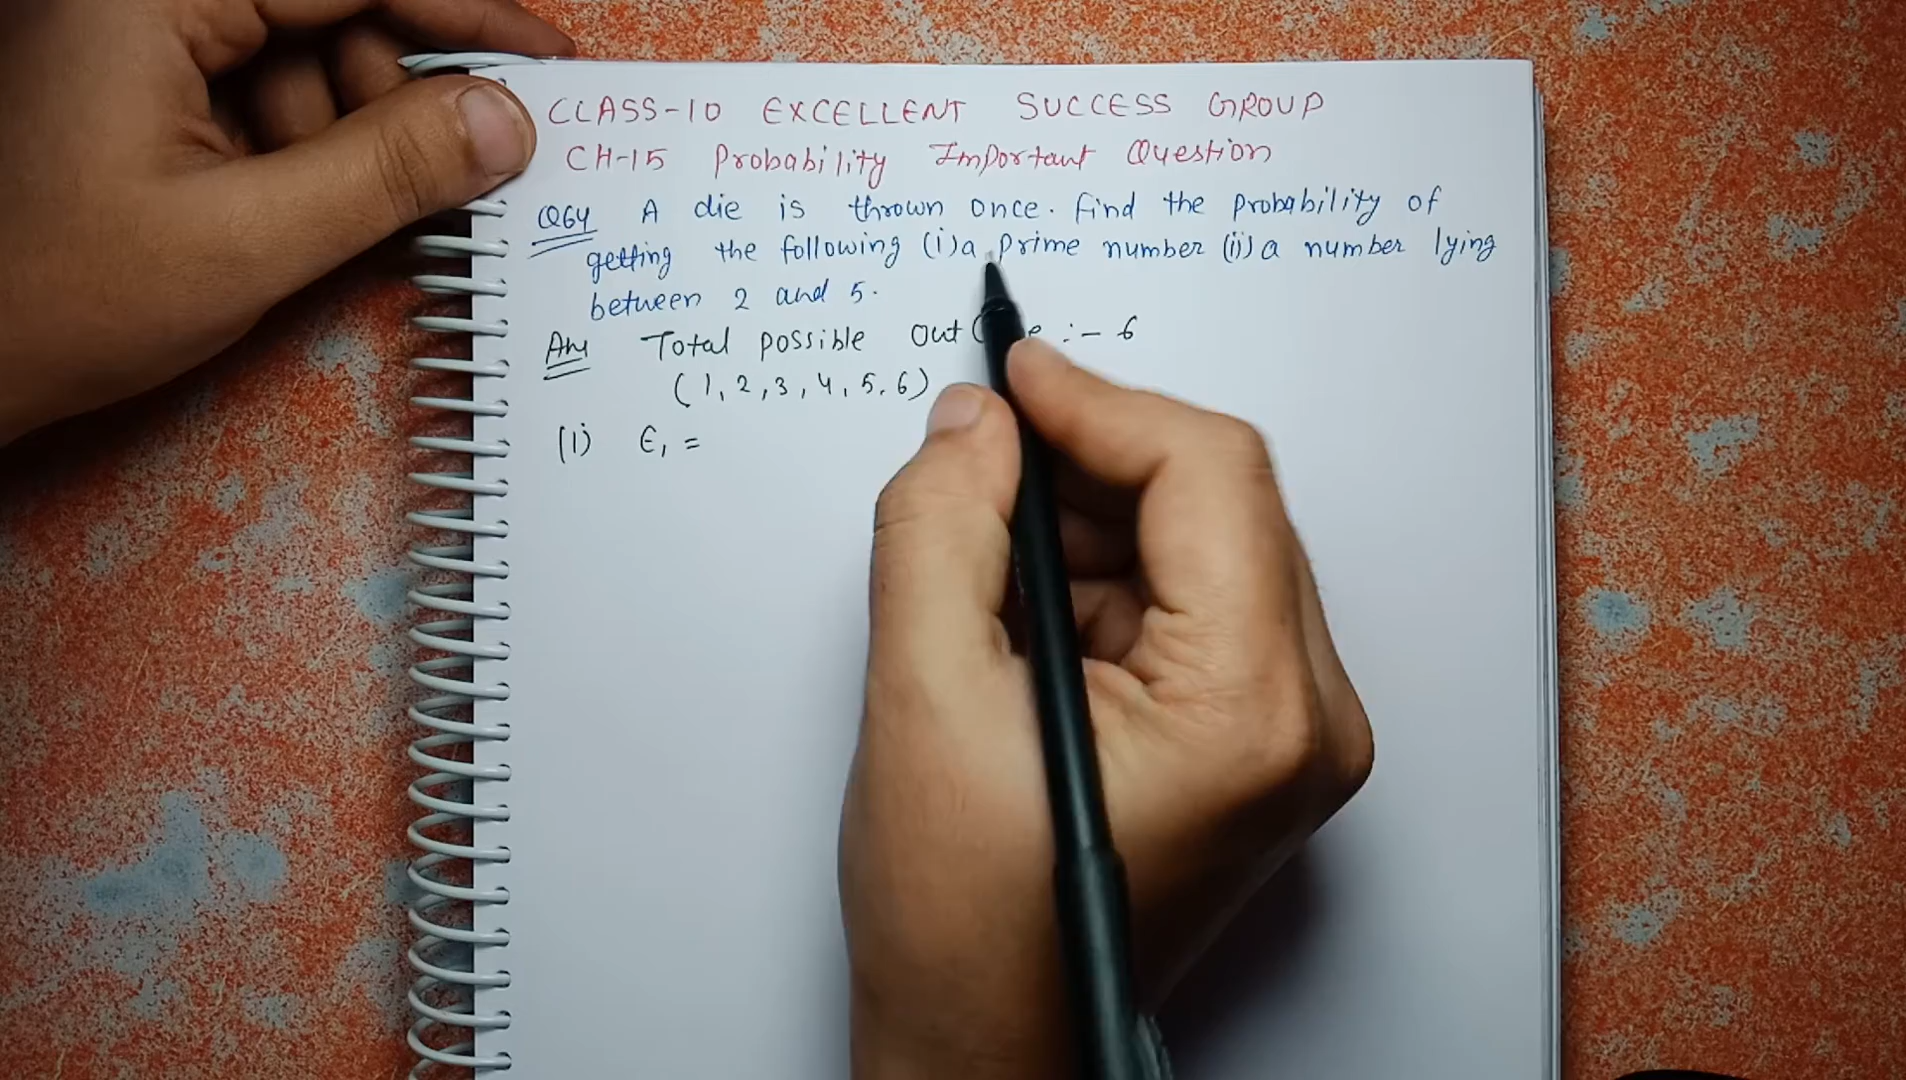 CLASS-10 EXCELLENT SUCCESS GROUP
CH-15 Probability Important Question
Q64 A die is thrown once. Find the probability of
getting the following (i) a prime number (ii) a number lying
between 2 and 5.
Ans Total possible :- 6
(1, 2, 3, 4, 5, 6)
(1) E₁ =